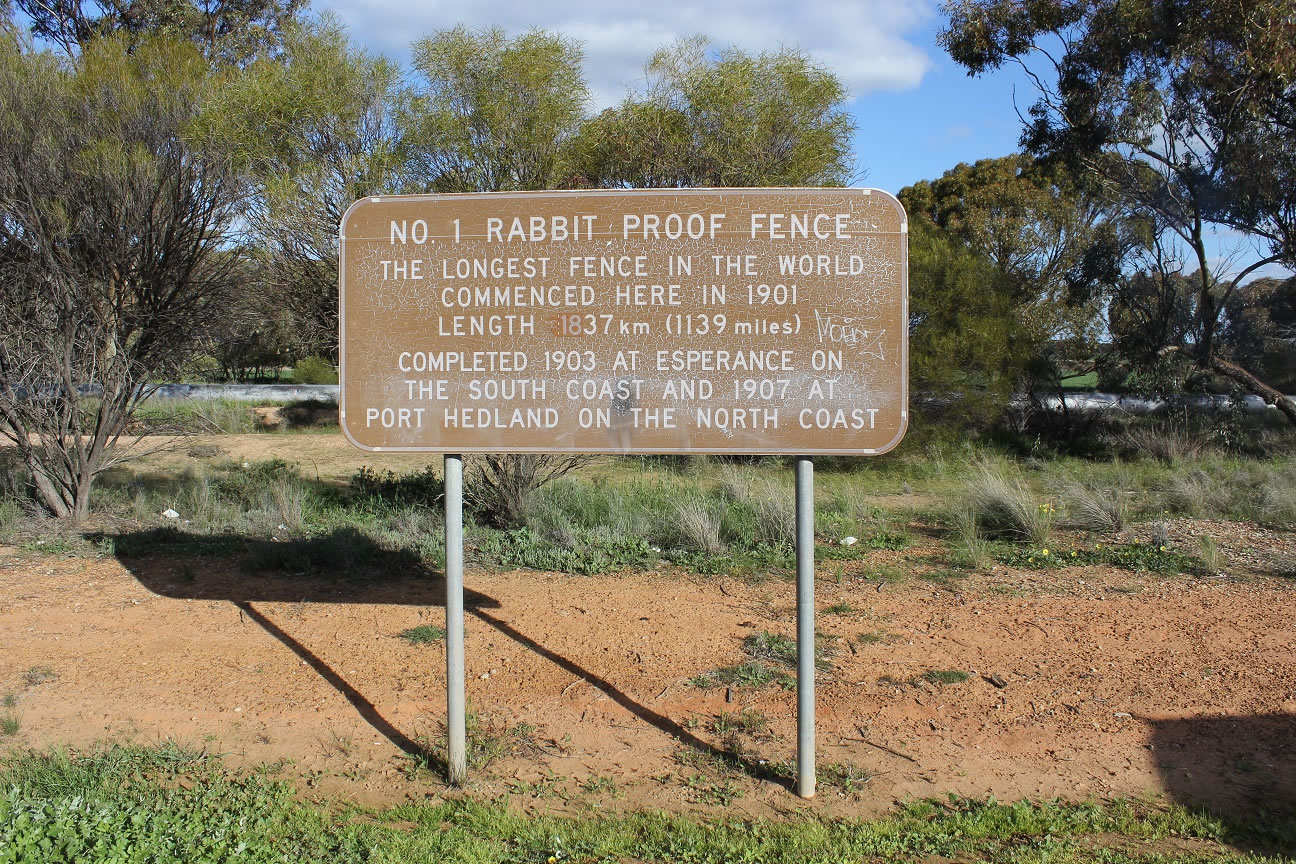 NO. 1 RABBIT PROOF FENCE
THE LONGEST FENCE IN THE WORLD
COMMENCED HERE IN 1901
LENGTH 1837 km (1139 miles)
COMPLETED 1903 AT ESPERANCE ON
THE SOUTH COAST AND 1907 AT
PORT HEDLAND ON THE NORTH COAST